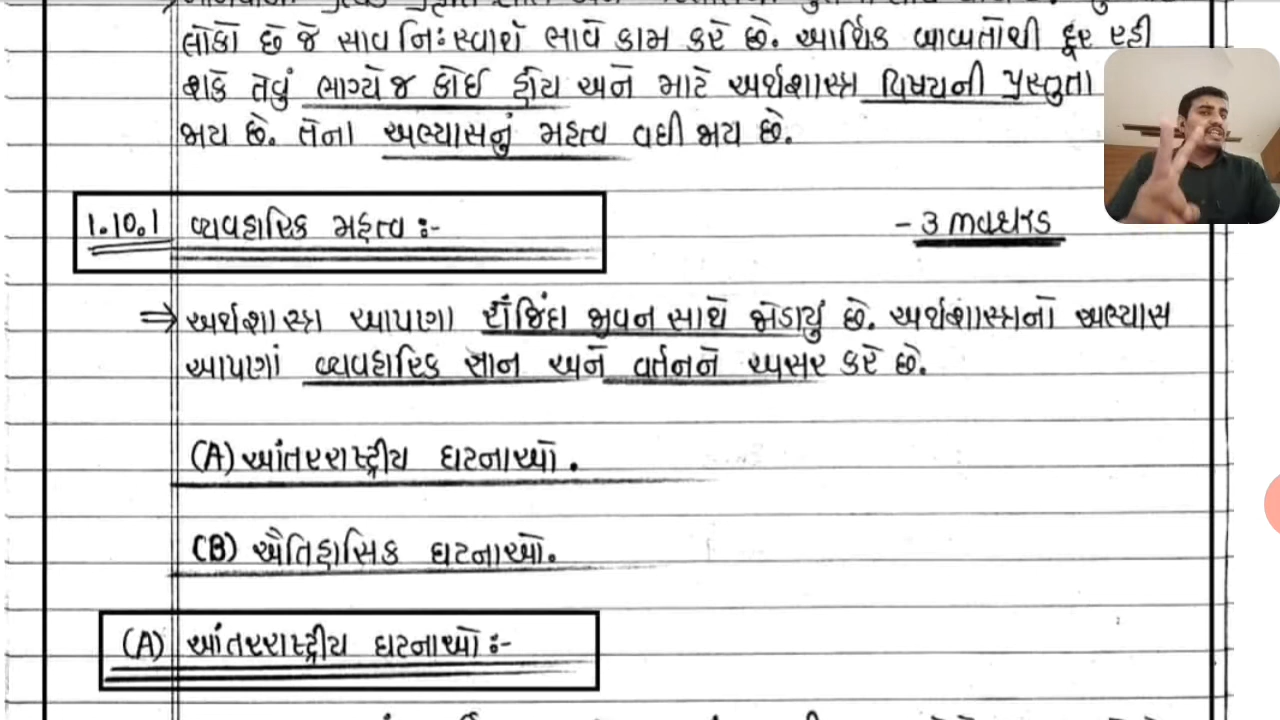 લોકો છે જે સાવ નિઃસ્વાર્થ ભાવે કામ કરે છે. આર્થિક બાબતોથી દૂર રહી
શકે તેવું ભાગ્યે જ કોઈ હોય અને માટે અર્થશાસ્ત્ર વિષયની પ્રસ્તુતા
જાય છે. તેના અભ્યાસનું મહત્વ વધી જાય છે.
1.10.1 વ્યવહારિક મહત્વ :-
- 3 માર્ચ
⇒ અર્થશાસ્ત્ર આપણા રોજિંદા જીવન સાથે જોડાયું છે. અર્થશાસ્ત્રનો અભ્યાસ
આપણાં વ્યવહારિક જ્ઞાન અને વર્તનને અસર કરે છે.
(A) આંતરરાષ્ટ્રીય ઘટનાઓ.
(B) ઐતિહાસિક ઘટનાઓ.
(A) આંતરરાષ્ટ્રીય ઘટનાઓ :-